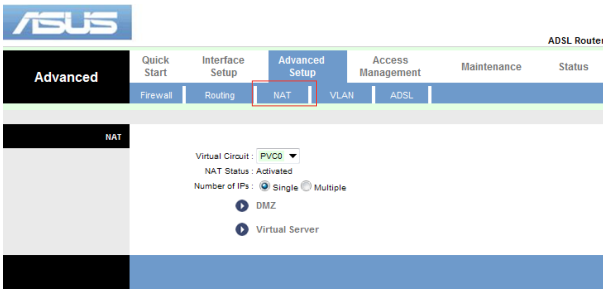 ASUS
ADSL Router
Advanced
Quick Start
Interface Setup
Advanced Setup
Access Management
Maintenance
Status
Firewall
Routing
NAT
VLAN
ADSL
NAT
Virtual Circuit : PVC0
NAT Status : Activated
Number of IPs : Single Multiple
DMZ
Virtual Server